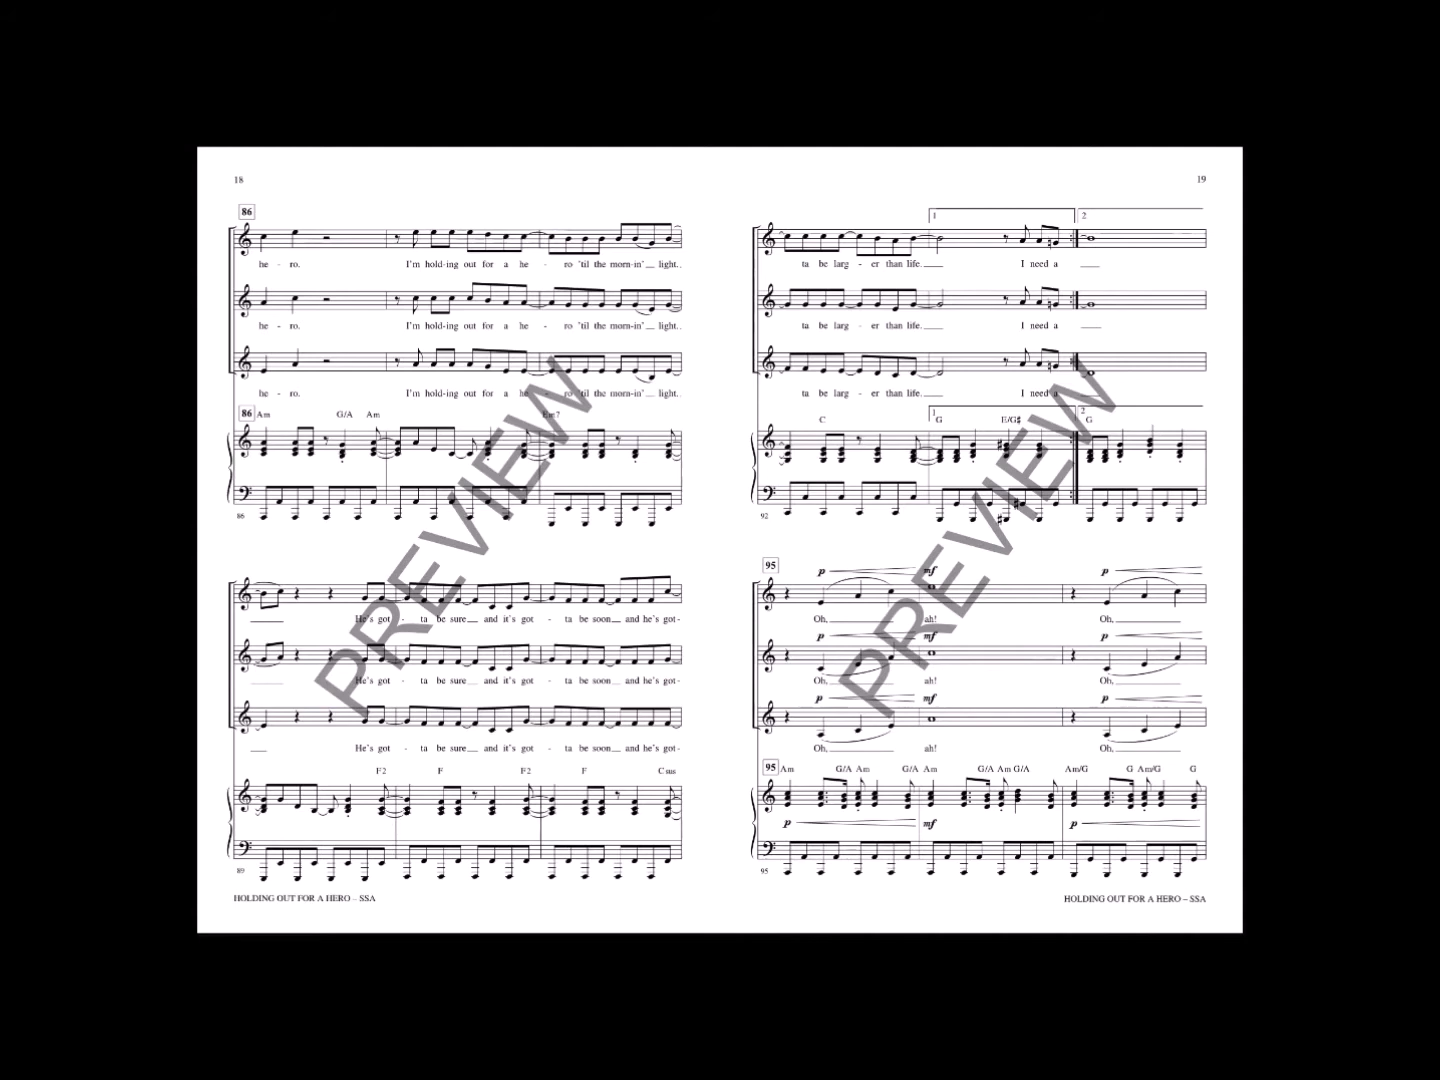 18
86
he - ro. I'm hold-ing out for a he - ro 'til the morn-in' light.
he - ro. I'm hold-ing out for a he - ro 'til the morn-in' light.
he - ro. I'm hold-ing out for a he - ro 'til the morn-in' light.
86 Am G/A Am Em7
86
He's got - ta be sure and it's got - ta be soon and he's got-
He's got - ta be sure and it's got - ta be soon and he's got-
He's got - ta be sure and it's got - ta be soon and he's got-
F2 F F2 F Csus
89
HOLDING OUT FOR A HERO – SSA
PREVIEW
19
1 2
ta be larg - er than life. I need a
ta be larg - er than life. I need a
ta be larg - er than life. I need a
1 2
C G E/G♯ G
92
95
p mf p
Oh, ah! Oh,
p mf p
Oh, ah! Oh,
p mf p
Oh, ah! Oh,
95 Am G/A Am G/A Am G/A Am G/A Am/G G Am/G G
p mf p
95
HOLDING OUT FOR A HERO – SSA
PREVIEW